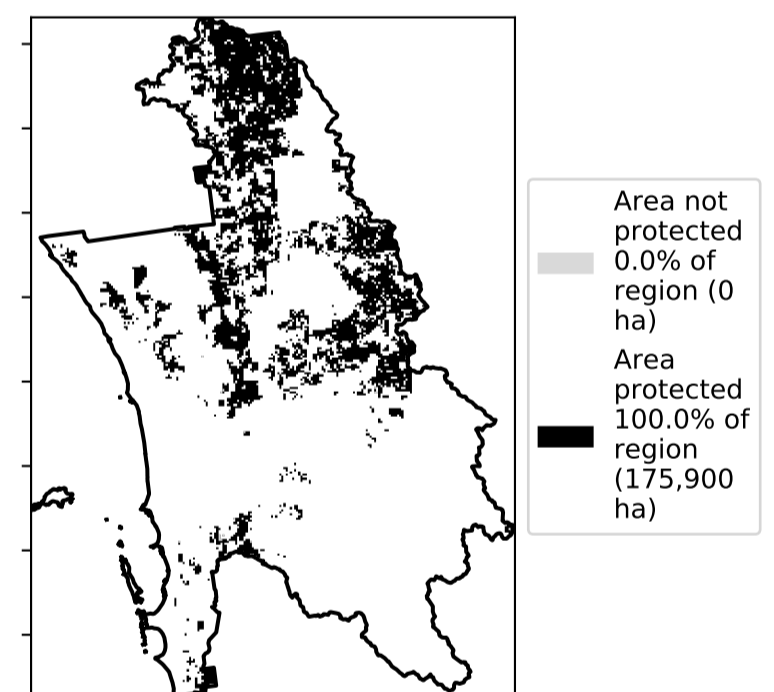 Area not
protected
0.0% of
region (0
ha)
Area
protected
100.0% of
region
(175,900
ha)